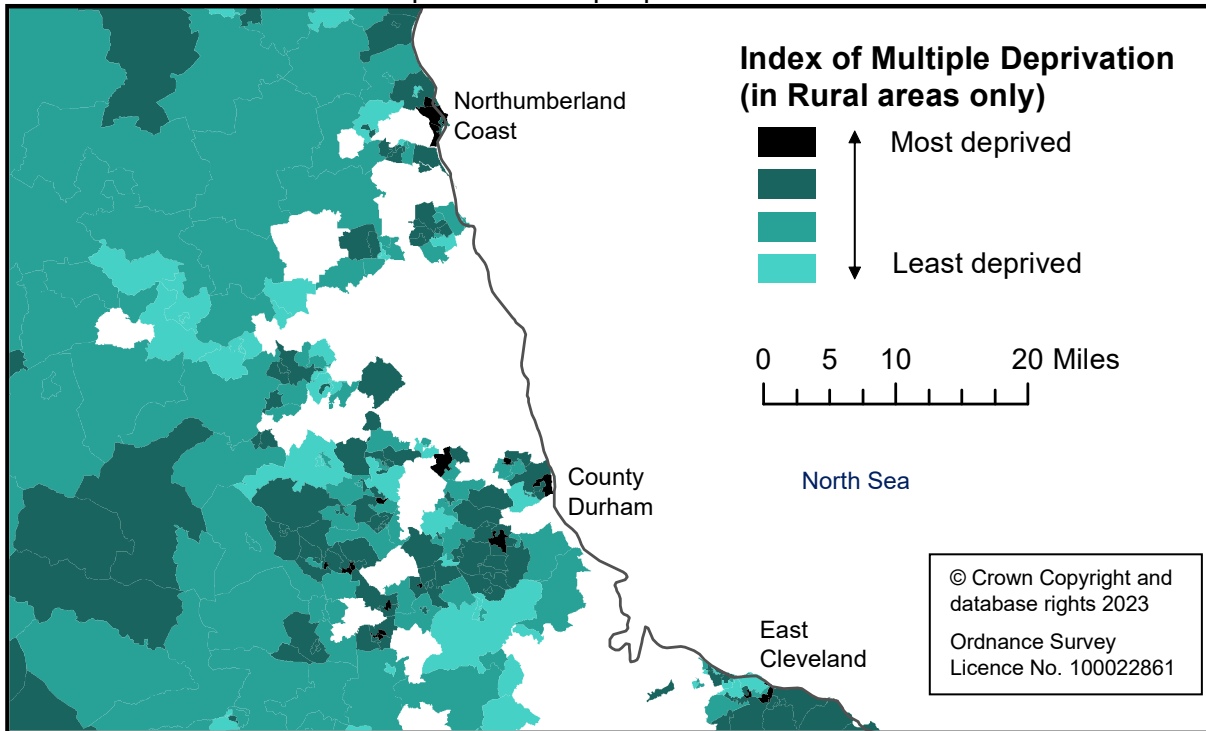 Index of Multiple Deprivation
(in Rural areas only)
Most deprived
Least deprived
0 5 10 20 Miles
Northumberland
Coast
County
Durham
North Sea
East
Cleveland
© Crown Copyright and
database rights 2023
Ordnance Survey
Licence No. 100022861